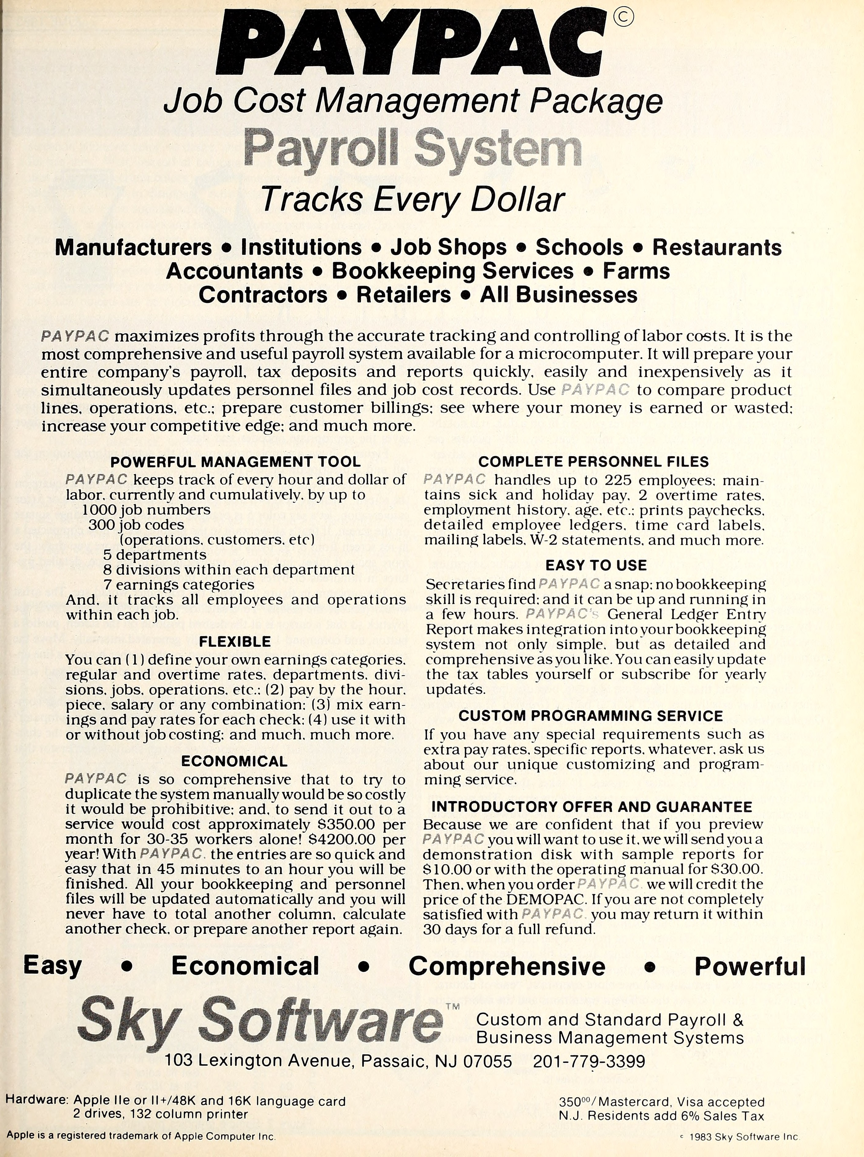 PAYPAC©
Job Cost Management Package
Payroll System
Tracks Every Dollar
Manufacturers • Institutions • Job Shops • Schools • Restaurants
Accountants • Bookkeeping Services • Farms
Contractors • Retailers • All Businesses
PAYPAC maximizes profits through the accurate tracking and controlling of labor costs. It is the
most comprehensive and useful payroll system available for a microcomputer. It will prepare your
entire company's payroll, tax deposits and reports quickly, easily and inexpensively as it
simultaneously updates personnel files and job cost records. Use PAYPAC to compare product
lines, operations, etc.; prepare customer billings; see where your money is earned or wasted;
increase your competitive edge; and much more.
POWERFUL MANAGEMENT TOOL
PAYPAC keeps track of every hour and dollar of
labor, currently and cumulatively, by up to
1000 job numbers
300 job codes
(operations, customers, etc)
5 departments
8 divisions within each department
7 earnings categories
And, it tracks all employees and operations
within each job.
FLEXIBLE
You can (1) define your own earnings categories,
regular and overtime rates, departments, divi-
sions, jobs, operations, etc.; (2) pay by the hour,
piece, salary or any combination; (3) mix earn-
ings and pay rates for each check; (4) use it with
or without job costing; and much, much more.
ECONOMICAL
PAYPAC is so comprehensive that to try to
duplicate the system manually would be so costly
it would be prohibitive; and, to send it out to a
service would cost approximately $350.00 per
month for 30-35 workers alone! $4200.00 per
year! With PAYPAC, the entries are so quick and
easy that in 45 minutes to an hour you will be
finished. All your bookkeeping and personnel
files will be updated automatically and you will
never have to total another column, calculate
another check, or prepare another report again.
COMPLETE PERSONNEL FILES
PAYPAC handles up to 225 employees; main-
tains sick and holiday pay, 2 overtime rates,
employment history, age, etc.; prints paychecks,
detailed employee ledgers, time card labels,
mailing labels, W-2 statements, and much more.
EASY TO USE
Secretaries find PAYPAC a snap; no bookkeeping
skill is required; and it can be up and running in
a few hours. PAYPAC's General Ledger Entry
Report makes integration into your bookkeeping
system not only simple, but as detailed and
comprehensive as you like. You can easily update
the tax tables yourself or subscribe for yearly
updates.
CUSTOM PROGRAMMING SERVICE
If you have any special requirements such as
extra pay rates, specific reports, whatever, ask us
about our unique customizing and program-
ming service.
INTRODUCTORY OFFER AND GUARANTEE
Because we are confident that if you preview
PAYPAC you will want to use it, we will send you a
demonstration disk with sample reports for
$10.00 or with the operating manual for $30.00.
Then, when you order PAYPAC, we will credit the
price of the DEMOPAC. If you are not completely
satisfied with PAYPAC, you may return it within
30 days for a full refund.
Easy • Economical • Comprehensive • Powerful
Sky Software™
Custom and Standard Payroll &
Business Management Systems
103 Lexington Avenue, Passaic, NJ 07055 201-779-3399
Hardware: Apple IIe or II+/48K and 16K language card
2 drives, 132 column printer
350⁰⁰/Mastercard, Visa accepted
N.J. Residents add 6% Sales Tax
Apple is a registered trademark of Apple Computer Inc.
© 1983 Sky Software Inc